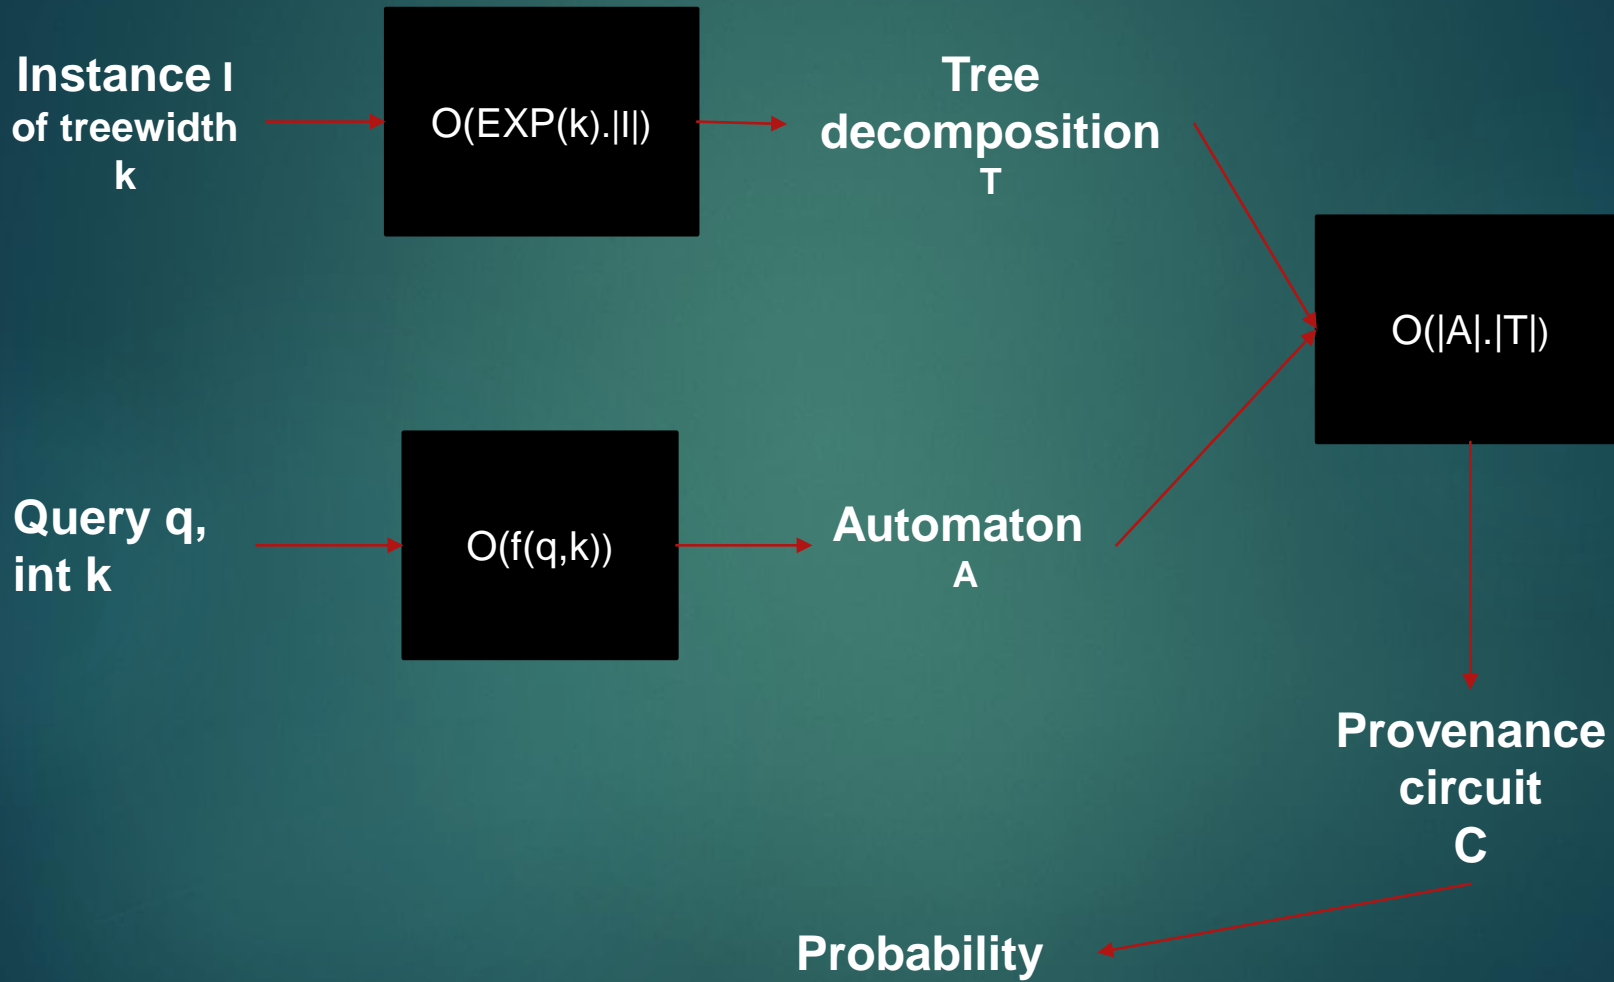 Instance I
of treewidth
k
O(EXP(k).|I|)
Tree
decomposition
T
O(|A|.|T|)
Query q,
int k
O(f(q,k))
Automaton
A
Provenance
circuit
C
Probability